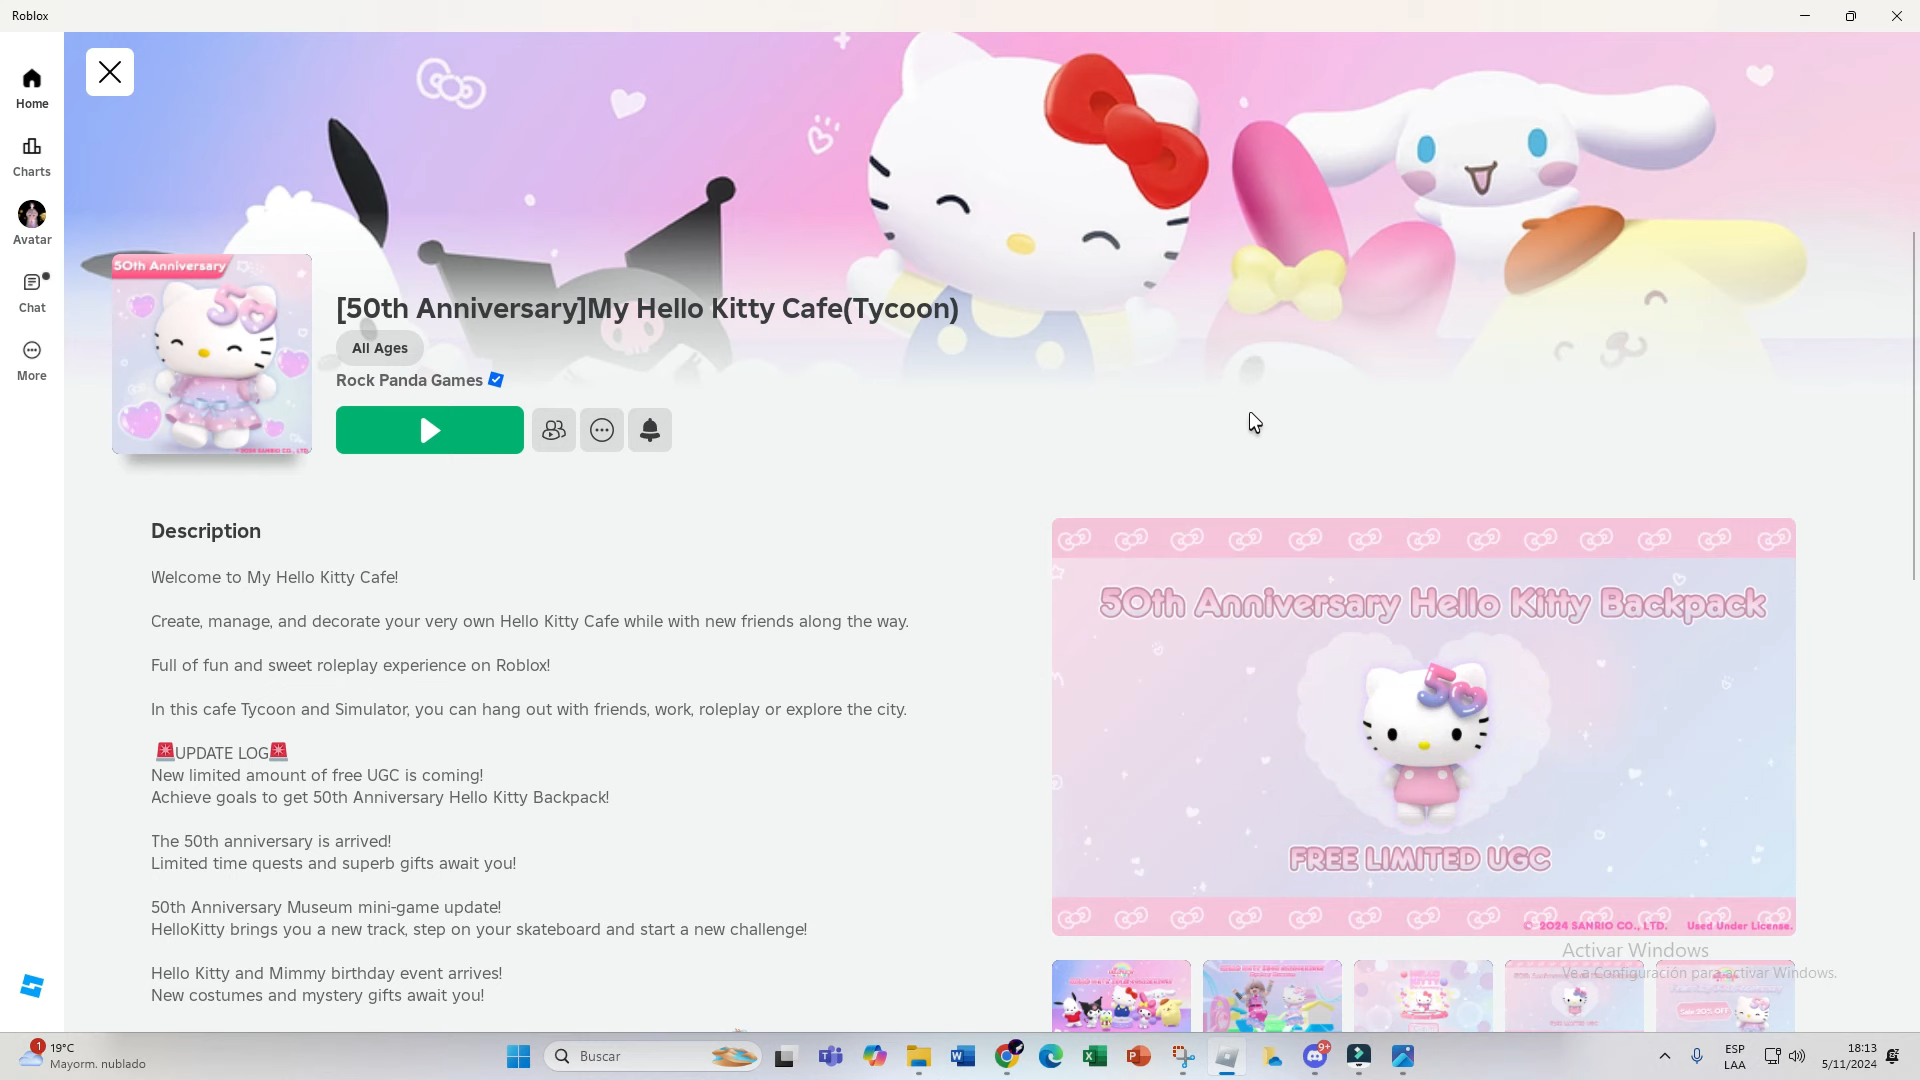 Roblox
Home
Charts
Avatar
Chat
More
50th Anniversary
50
© 2024 SANRIO CO., LTD.
[50th Anniversary]My Hello Kitty Cafe(Tycoon)
All Ages
Rock Panda Games
Description
Welcome to My Hello Kitty Cafe!
Create, manage, and decorate your very own Hello Kitty Cafe while with new friends along the way.
Full of fun and sweet roleplay experience on Roblox!
In this cafe Tycoon and Simulator, you can hang out with friends, work, roleplay or explore the city.
🚨UPDATE LOG🚨
New limited amount of free UGC is coming!
Achieve goals to get 50th Anniversary Hello Kitty Backpack!
The 50th anniversary is arrived!
Limited time quests and superb gifts await you!
50th Anniversary Museum mini-game update!
HelloKitty brings you a new track, step on your skateboard and start a new challenge!
Hello Kitty and Mimmy birthday event arrives!
New costumes and mystery gifts await you!
50th Anniversary Hello Kitty Backpack
5
FREE LIMITED UGC
© 2024 SANRIO CO., LTD. Used Under License.
Activar Windows
Ve a Configuración para activar Windows.
1
19°C
Mayorm. nublado
Buscar
9+
ESP
LAA
18:13
5/11/2024